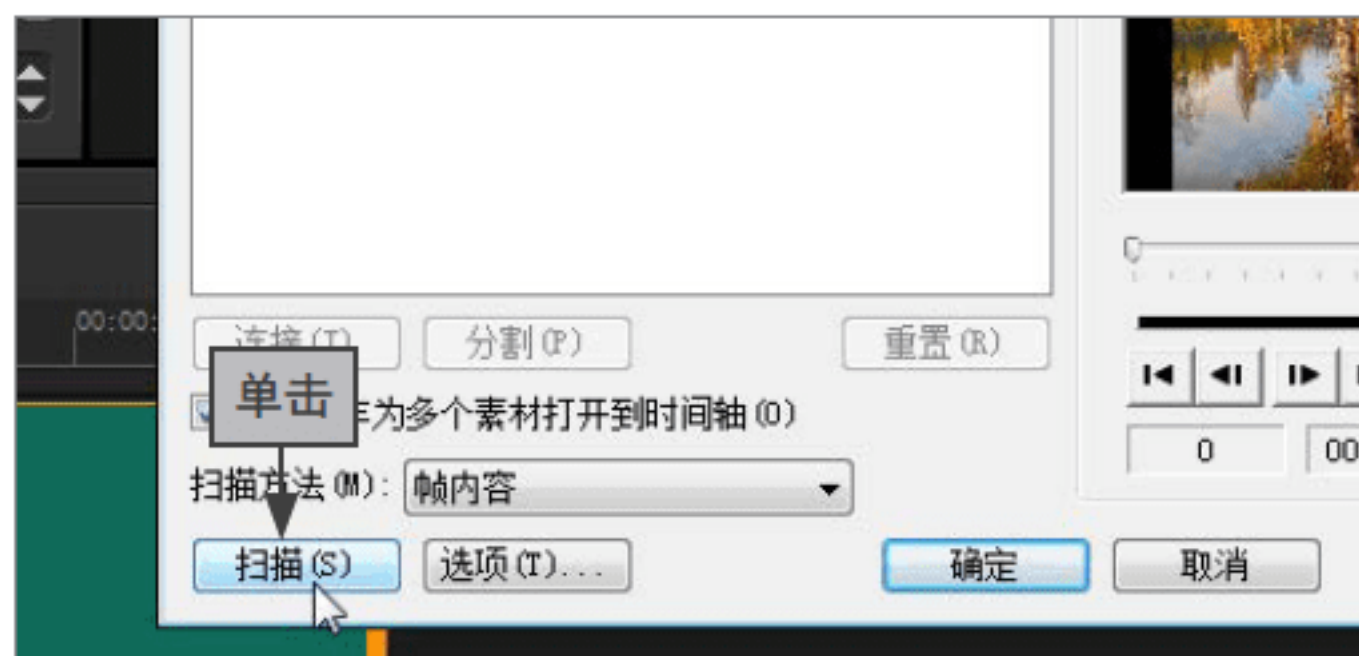 00:00:
连接(I) 分割(P) 重置(R)
单击
为多个素材打开到时间轴(O)
扫描方法(M): 帧内容
0 00
扫描(S) 选项(T)... 确定 取消